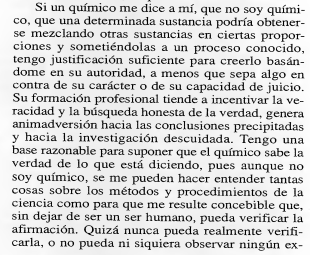 Si un químico me dice a mí, que no soy quími-
co, que una determinada sustancia podría obtener-
se mezclando otras sustancias en ciertas propor-
ciones y sometiéndolas a un proceso conocido,
tengo justificación suficiente para creerlo basán-
dome en su autoridad, a menos que sepa algo en
contra de su carácter o de su capacidad de juicio.
Su formación profesional tiende a incentivar la ve-
racidad y la búsqueda honesta de la verdad, genera
animadversión hacia las conclusiones precipitadas
y hacia la investigación descuidada. Tengo una
base razonable para suponer que el químico sabe la
verdad de lo que está diciendo, pues aunque no
soy químico, se me pueden hacer entender tantas
cosas sobre los métodos y procedimientos de la
ciencia como para que me resulte concebible que,
sin dejar de ser un ser humano, pueda verificar la
afirmación. Quizá nunca pueda realmente verifi-
carla, o no pueda ni siquiera observar ningún ex-